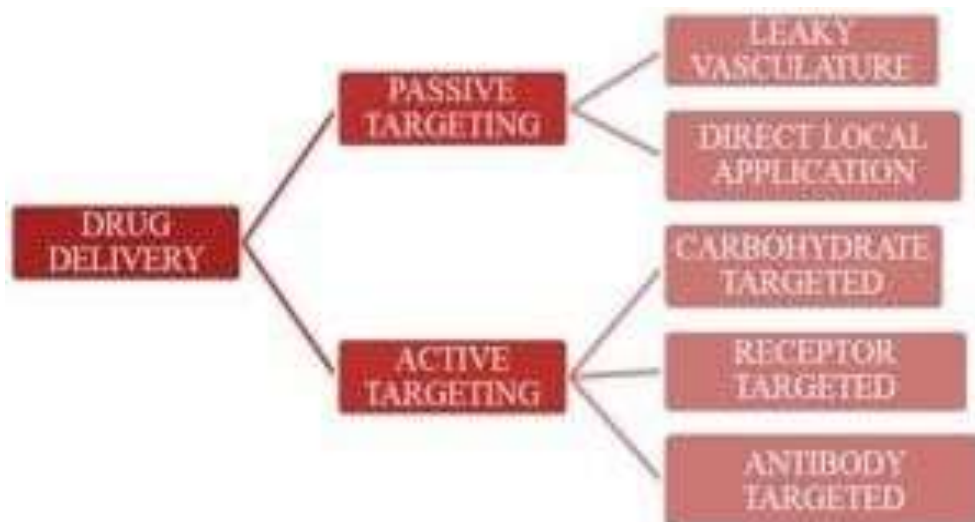 DRUG
DELIVERY
PASSIVE
TARGETING
LEAKY
VASCULATURE
DIRECT LOCAL
APPLICATION
ACTIVE
TARGETING
CARBOHYDRATE
TARGETED
RECEPTOR
TARGETED
ANTIBODY
TARGETED